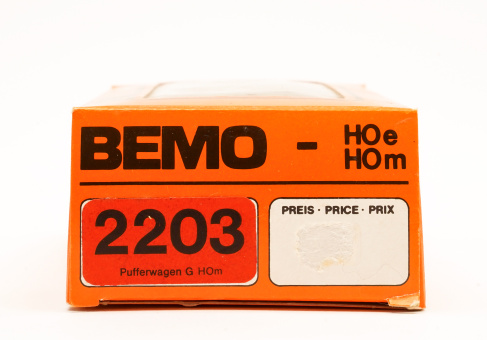 BEMO - HOe
HOm
2203
Pufferwagen G HOm
PREIS · PRICE · PRIX